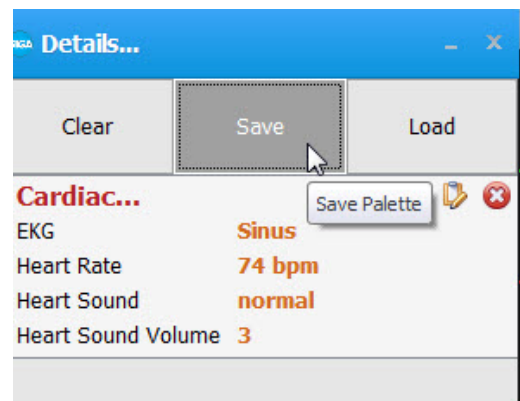 Details...
Clear Save Load
Save Palette
Cardiac...
EKG Sinus
Heart Rate 74 bpm
Heart Sound normal
Heart Sound Volume 3